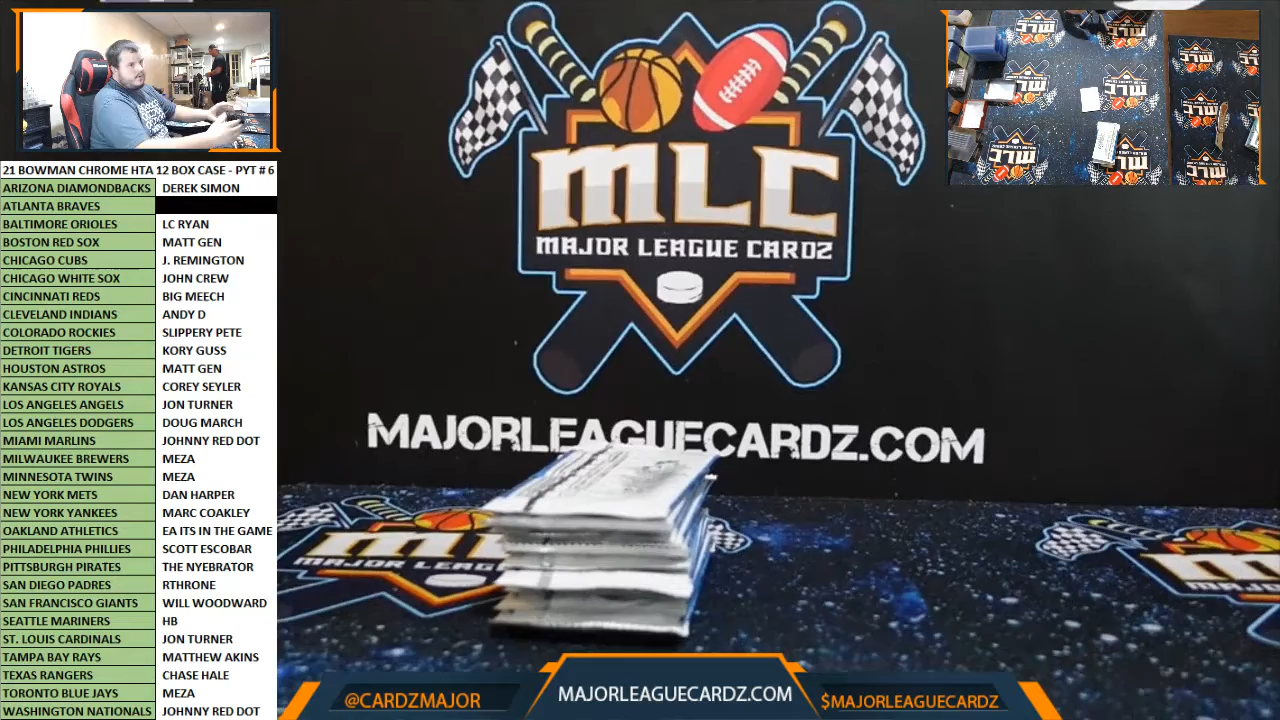 21 BOWMAN CHROME HTA 12 BOX CASE - PYT # 6
ARIZONA DIAMONDBACKS DEREK SIMON
ATLANTA BRAVES
BALTIMORE ORIOLES LC RYAN
BOSTON RED SOX MATT GEN
CHICAGO CUBS J. REMINGTON
CHICAGO WHITE SOX JOHN CREW
CINCINNATI REDS BIG MEECH
CLEVELAND INDIANS ANDY D
COLORADO ROCKIES SLIPPERY PETE
DETROIT TIGERS KORY GUSS
HOUSTON ASTROS MATT GEN
KANSAS CITY ROYALS COREY SEYLER
LOS ANGELES ANGELS JON TURNER
LOS ANGELES DODGERS DOUG MARCH
MIAMI MARLINS JOHNNY RED DOT
MILWAUKEE BREWERS MEZA
MINNESOTA TWINS MEZA
NEW YORK METS DAN HARPER
NEW YORK YANKEES MARC COAKLEY
OAKLAND ATHLETICS EA ITS IN THE GAME
PHILADELPHIA PHILLIES SCOTT ESCOBAR
PITTSBURGH PIRATES THE NYEBRATOR
SAN DIEGO PADRES RTHRONE
SAN FRANCISCO GIANTS WILL WOODWARD
SEATTLE MARINERS HB
ST. LOUIS CARDINALS JON TURNER
TAMPA BAY RAYS MATTHEW AKINS
TEXAS RANGERS CHASE HALE
TORONTO BLUE JAYS MEZA
WASHINGTON NATIONALS JOHNNY RED DOT
MLC
MAJOR LEAGUE CARDZ
MAJORLEAGUECARDZ.COM
MAJOR LEAG
@CARDZMAJOR
MAJORLEAGUECARDZ.COM
$MAJORLEAGUECARDZ